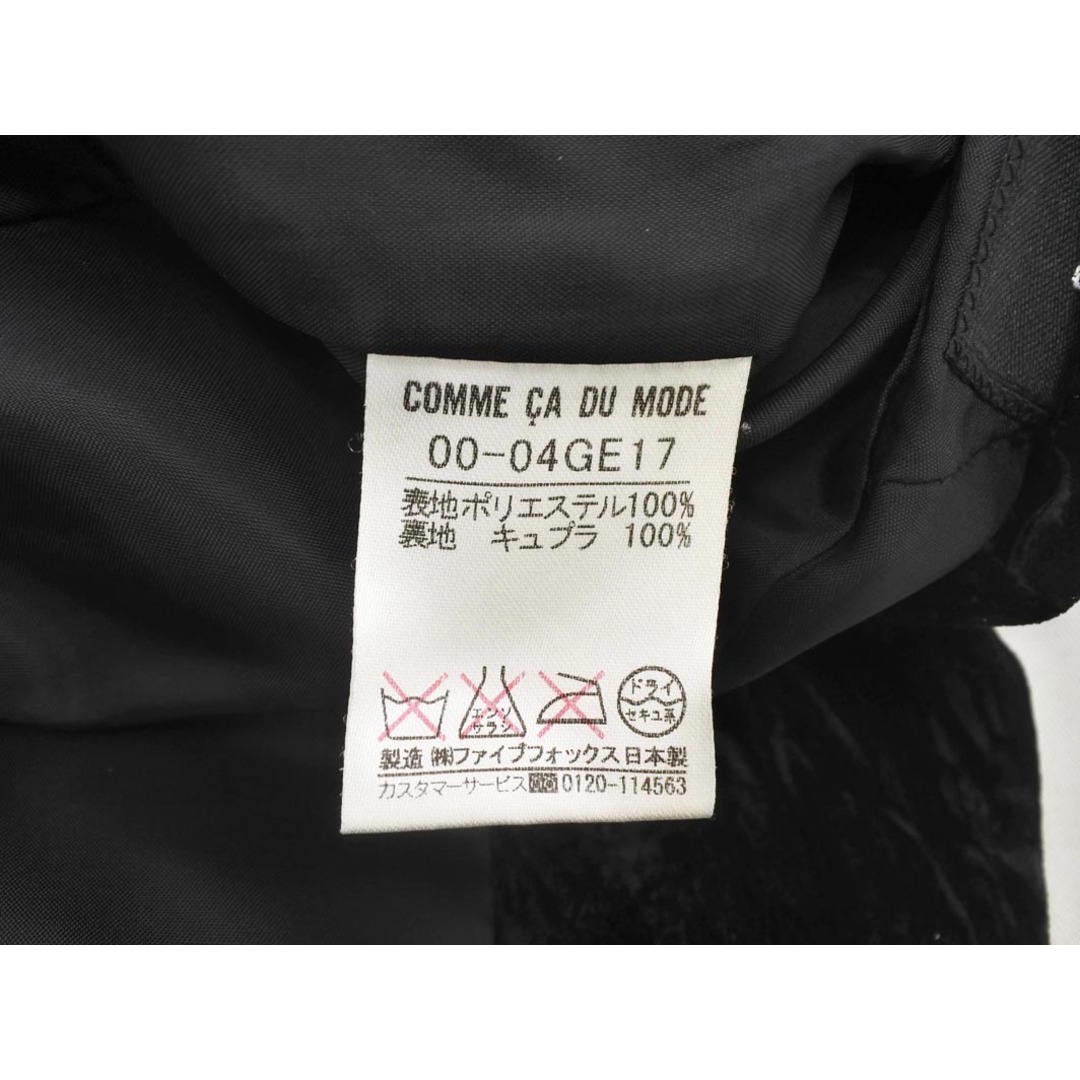 COMME ÇA DU MODE
00-04GE17
表地ポリエステル100%
裏地 キュプラ 100%
エンソ
サラシ
ドライ
セキユ系
製造 ㈱ファイブフォックス 日本製
カスタマーサービス 0120-114563